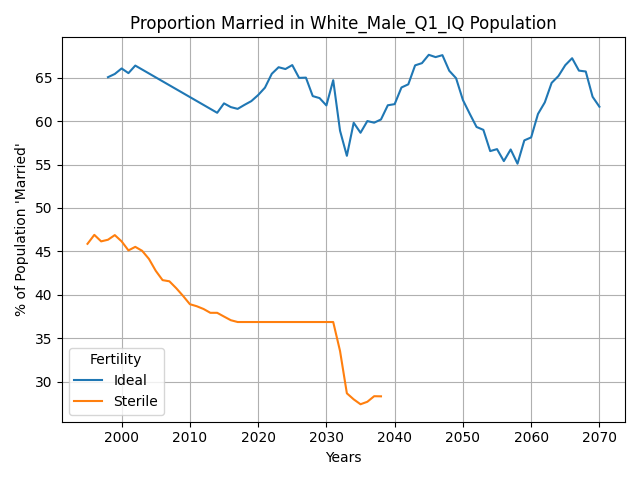 Proportion Married in White_Male_Q1_IQ Population
% of Population 'Married'
65
60
55
50
45
40
35
30
Fertility
Ideal
Sterile
2000 2010 2020 2030 2040 2050 2060 2070
Years